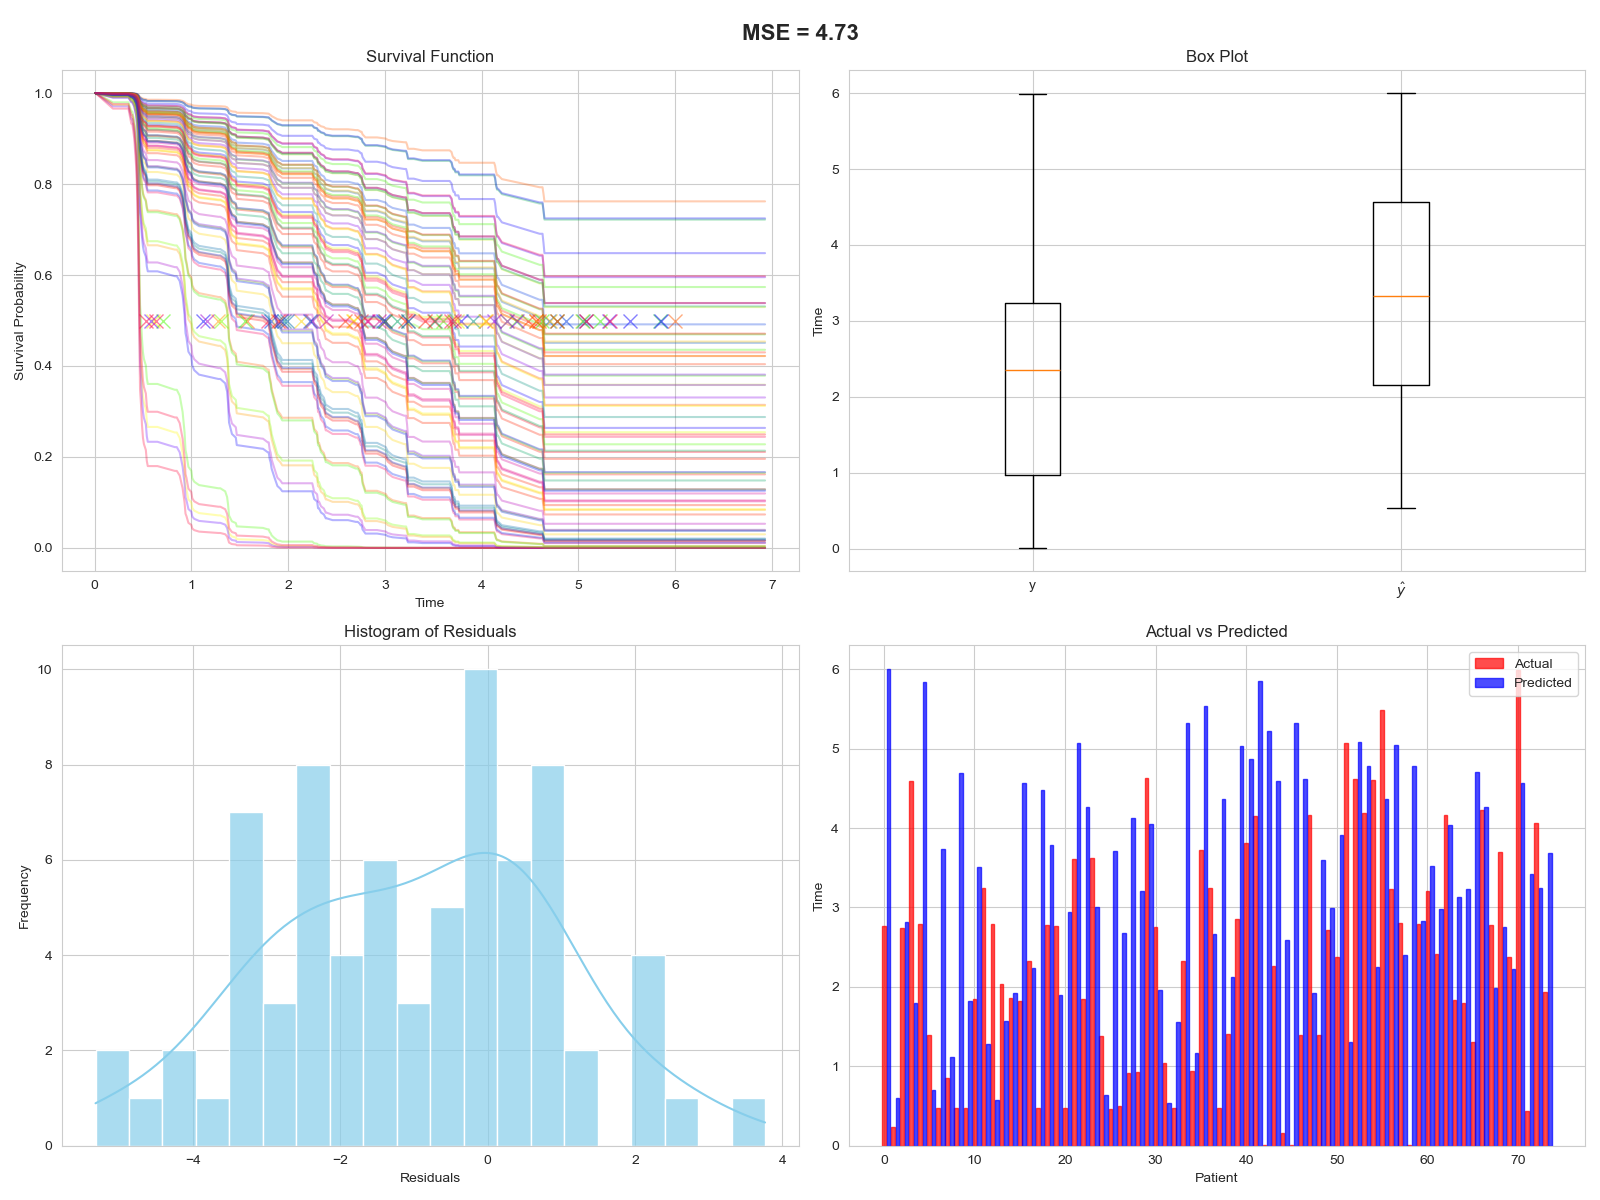 MSE = 4.73
Survival Function
Survival Probability
1.0
0.8
0.6
0.4
0.2
0.0
0 1 2 3 4 5 6 7
Time
Box Plot
Time
6
5
4
3
2
1
0
y ŷ
Histogram of Residuals
Frequency
10
8
6
4
2
0
−4 −2 0 2 4
Residuals
Actual vs Predicted
Actual
Predicted
Time
6
5
4
3
2
1
0
0 10 20 30 40 50 60 70
Patient